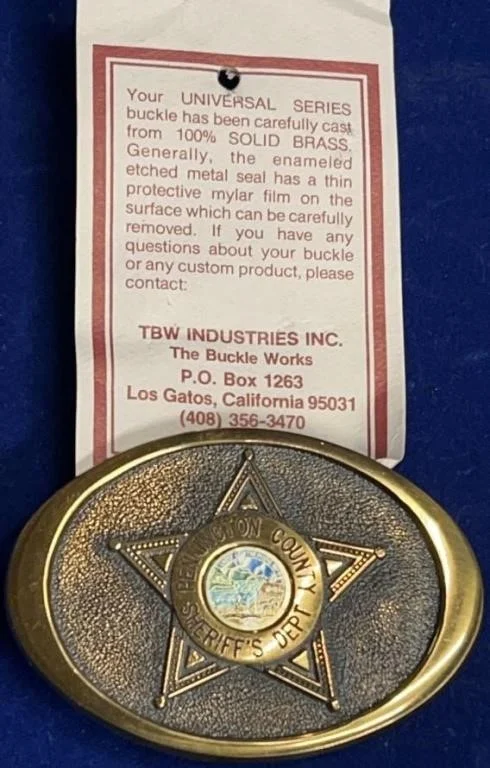 Your UNIVERSAL SERIES
buckle has been carefully cast
from 100% SOLID BRASS.
Generally, the enameled
etched metal seal has a thin
protective mylar film on the
surface which can be carefully
removed. If you have any
questions about your buckle
or any custom product, please
contact:
TBW INDUSTRIES INC.
The Buckle Works
P.O. Box 1263
Los Gatos, California 95031
(408) 356-3470
COUNTY
SHERIFF'S DEPT